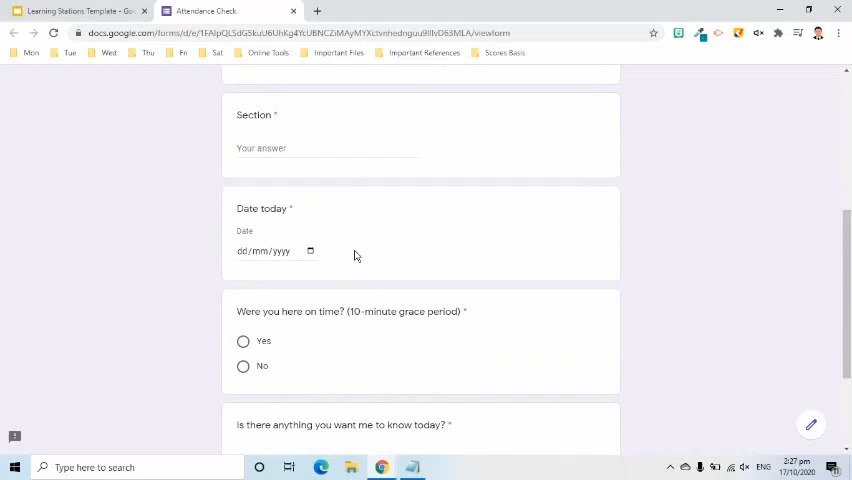 Learning Stations Template - Goo
Attendance Check
docs.google.com/forms/d/e/
Mon
Tue
Wed
Thu
Fri
Sat
Online Tools
Important Files
Important References
Scores Basis
Section *
Your answer
Date today *
Date
dd/mm/yyyy
Were you here on time? (10-minute grace period) *
Yes
No
Is there anything you want me to know today? *
Type here to search
ENG
2:27 pm
17/10/2020